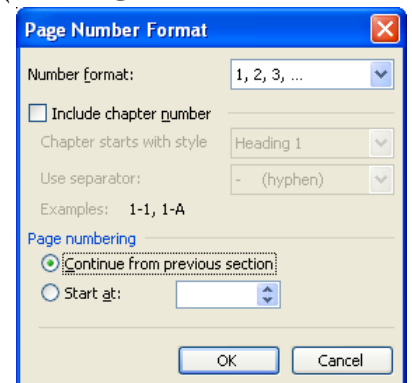 Page Number Format
Number format: 1, 2, 3, ...
Include chapter number
Chapter starts with style Heading 1
Use separator: - (hyphen)
Examples: 1-1, 1-A
Page numbering
Continue from previous section
Start at:
OK Cancel